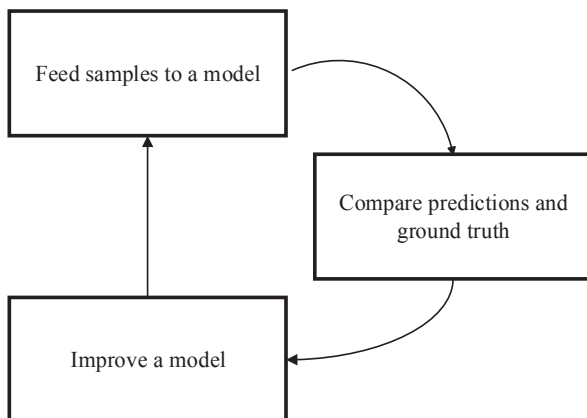 Feed samples to a model
Compare predictions and
ground truth
Improve a model